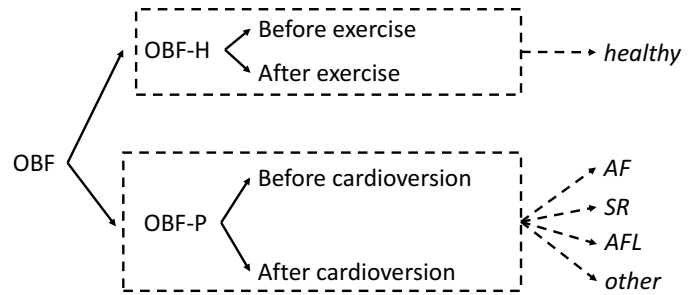 Before exercise
OBF-H
healthy
After exercise
OBF
AF
Before cardioversion
SR
OBF-P
AFL
After cardioversion
other